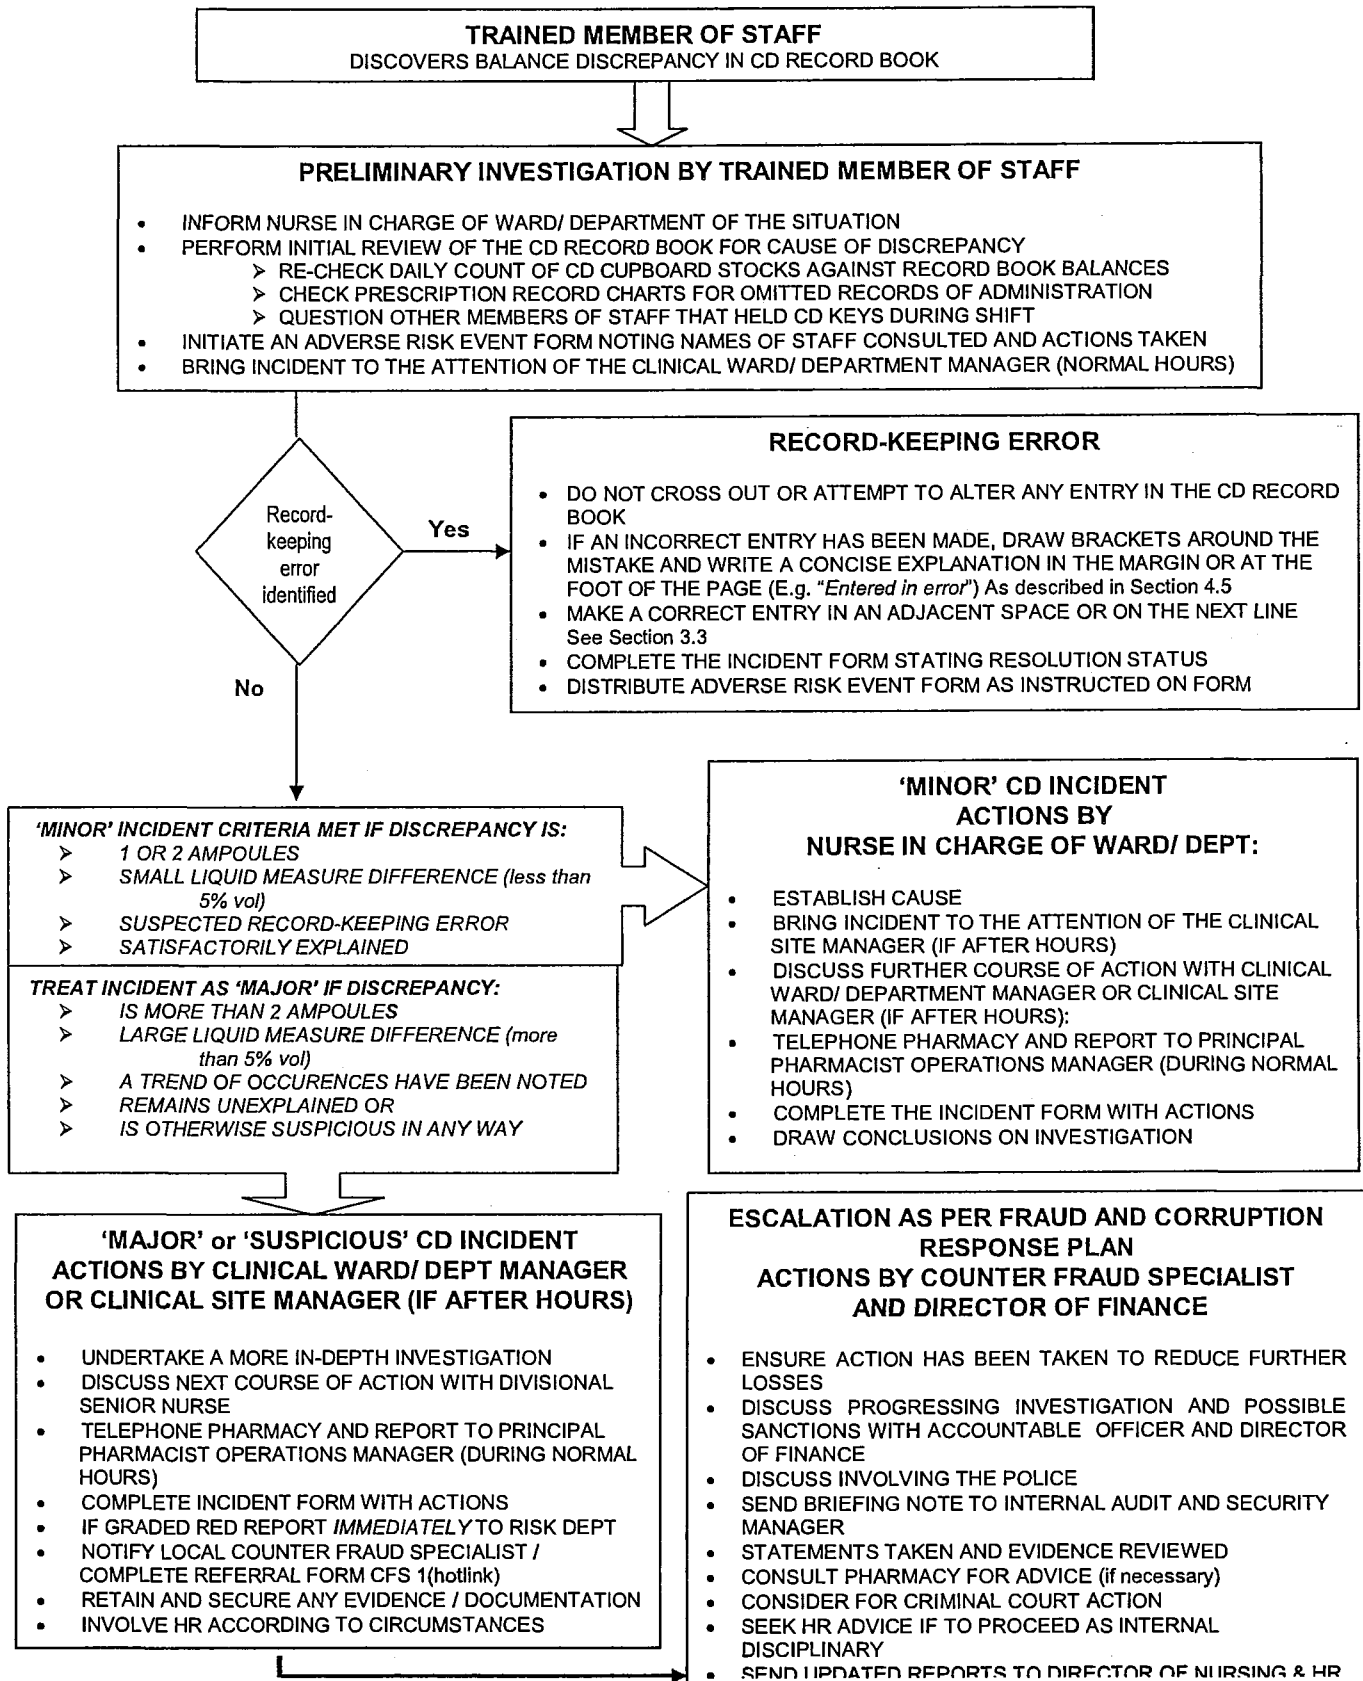 TRAINED MEMBER OF STAFF
DISCOVERS BALANCE DISCREPANCY IN CD RECORD BOOK
PRELIMINARY INVESTIGATION BY TRAINED MEMBER OF STAFF
• INFORM NURSE IN CHARGE OF WARD/ DEPARTMENT OF THE SITUATION
• PERFORM INITIAL REVIEW OF THE CD RECORD BOOK FOR CAUSE OF DISCREPANCY
➢ RE-CHECK DAILY COUNT OF CD CUPBOARD STOCKS AGAINST RECORD BOOK BALANCES
➢ CHECK PRESCRIPTION RECORD CHARTS FOR OMITTED RECORDS OF ADMINISTRATION
➢ QUESTION OTHER MEMBERS OF STAFF THAT HELD CD KEYS DURING SHIFT
• INITIATE AN ADVERSE RISK EVENT FORM NOTING NAMES OF STAFF CONSULTED AND ACTIONS TAKEN
• BRING INCIDENT TO THE ATTENTION OF THE CLINICAL WARD/ DEPARTMENT MANAGER (NORMAL HOURS)
Record-
keeping
error
identified
Yes
No
RECORD-KEEPING ERROR
• DO NOT CROSS OUT OR ATTEMPT TO ALTER ANY ENTRY IN THE CD RECORD
BOOK
• IF AN INCORRECT ENTRY HAS BEEN MADE, DRAW BRACKETS AROUND THE
MISTAKE AND WRITE A CONCISE EXPLANATION IN THE MARGIN OR AT THE
FOOT OF THE PAGE (E.g. "Entered in error") As described in Section 4.5
• MAKE A CORRECT ENTRY IN AN ADJACENT SPACE OR ON THE NEXT LINE
See Section 3.3
• COMPLETE THE INCIDENT FORM STATING RESOLUTION STATUS
• DISTRIBUTE ADVERSE RISK EVENT FORM AS INSTRUCTED ON FORM
'MINOR' INCIDENT CRITERIA MET IF DISCREPANCY IS:
➢ 1 OR 2 AMPOULES
➢ SMALL LIQUID MEASURE DIFFERENCE (less than
5% vol)
➢ SUSPECTED RECORD-KEEPING ERROR
➢ SATISFACTORILY EXPLAINED
TREAT INCIDENT AS 'MAJOR' IF DISCREPANCY:
➢ IS MORE THAN 2 AMPOULES
➢ LARGE LIQUID MEASURE DIFFERENCE (more
than 5% vol)
➢ A TREND OF OCCURENCES HAVE BEEN NOTED
➢ REMAINS UNEXPLAINED OR
➢ IS OTHERWISE SUSPICIOUS IN ANY WAY
'MINOR' CD INCIDENT
ACTIONS BY
NURSE IN CHARGE OF WARD/ DEPT:
• ESTABLISH CAUSE
• BRING INCIDENT TO THE ATTENTION OF THE CLINICAL
SITE MANAGER (IF AFTER HOURS)
• DISCUSS FURTHER COURSE OF ACTION WITH CLINICAL
WARD/ DEPARTMENT MANAGER OR CLINICAL SITE
MANAGER (IF AFTER HOURS):
• TELEPHONE PHARMACY AND REPORT TO PRINCIPAL
PHARMACIST OPERATIONS MANAGER (DURING NORMAL
HOURS)
• COMPLETE THE INCIDENT FORM WITH ACTIONS
• DRAW CONCLUSIONS ON INVESTIGATION
'MAJOR' or 'SUSPICIOUS' CD INCIDENT
ACTIONS BY CLINICAL WARD/ DEPT MANAGER
OR CLINICAL SITE MANAGER (IF AFTER HOURS)
• UNDERTAKE A MORE IN-DEPTH INVESTIGATION
• DISCUSS NEXT COURSE OF ACTION WITH DIVISIONAL
SENIOR NURSE
• TELEPHONE PHARMACY AND REPORT TO PRINCIPAL
PHARMACIST OPERATIONS MANAGER (DURING NORMAL
HOURS)
• COMPLETE INCIDENT FORM WITH ACTIONS
• IF GRADED RED REPORT IMMEDIATELY TO RISK DEPT
• NOTIFY LOCAL COUNTER FRAUD SPECIALIST /
COMPLETE REFERRAL FORM CFS 1(hotlink)
• RETAIN AND SECURE ANY EVIDENCE / DOCUMENTATION
• INVOLVE HR ACCORDING TO CIRCUMSTANCES
ESCALATION AS PER FRAUD AND CORRUPTION
RESPONSE PLAN
ACTIONS BY COUNTER FRAUD SPECIALIST
AND DIRECTOR OF FINANCE
• ENSURE ACTION HAS BEEN TAKEN TO REDUCE FURTHER
LOSSES
• DISCUSS PROGRESSING INVESTIGATION AND POSSIBLE
SANCTIONS WITH ACCOUNTABLE OFFICER AND DIRECTOR
OF FINANCE
• DISCUSS INVOLVING THE POLICE
• SEND BRIEFING NOTE TO INTERNAL AUDIT AND SECURITY
MANAGER
• STATEMENTS TAKEN AND EVIDENCE REVIEWED
• CONSULT PHARMACY FOR ADVICE (if necessary)
• CONSIDER FOR CRIMINAL COURT ACTION
• SEEK HR ADVICE IF TO PROCEED AS INTERNAL
DISCIPLINARY
• SEND UPDATED REPORTS TO DIRECTOR OF NURSING & HR